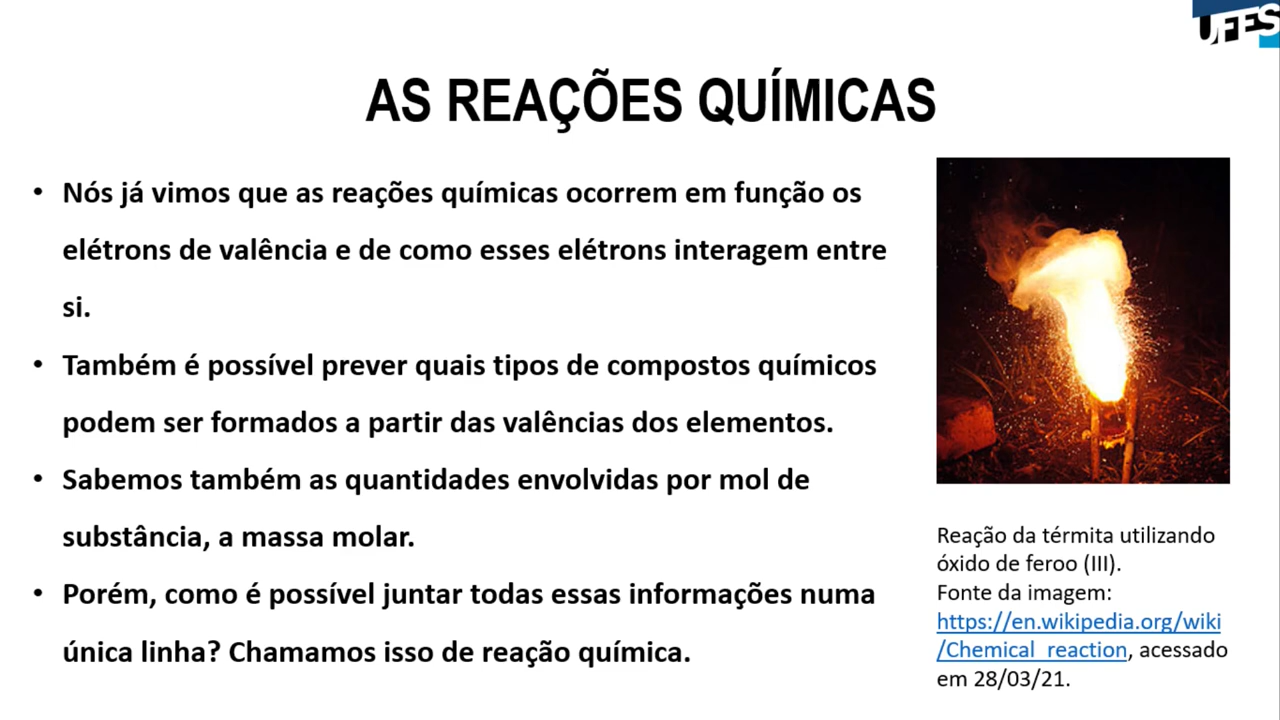 UFES
AS REAÇÕES QUÍMICAS
• Nós já vimos que as reações químicas ocorrem em função os
elétrons de valência e de como esses elétrons interagem entre
si.
• Também é possível prever quais tipos de compostos químicos
podem ser formados a partir das valências dos elementos.
• Sabemos também as quantidades envolvidas por mol de
substância, a massa molar.
• Porém, como é possível juntar todas essas informações numa
única linha? Chamamos isso de reação química.
Reação da térmita utilizando
óxido de feroo (III).
Fonte da imagem:
https://en.wikipedia.org/wiki
/Chemical_reaction, acessado
em 28/03/21.